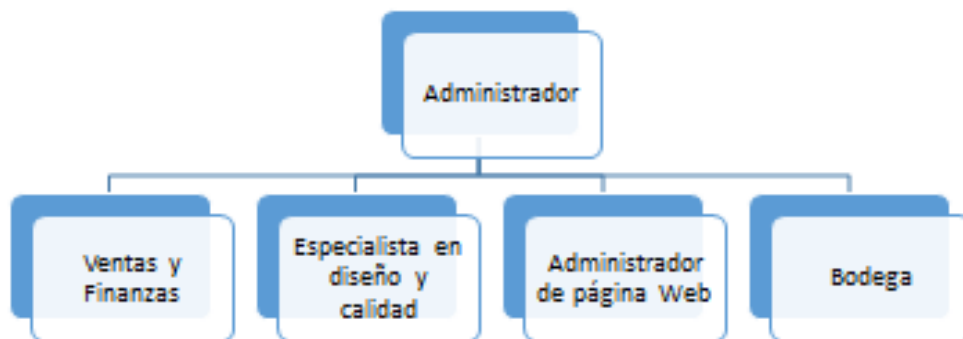 Administrador
Ventas y
Finanzas
Especialista en
diseño y
calidad
Administrador
de página Web
Bodega